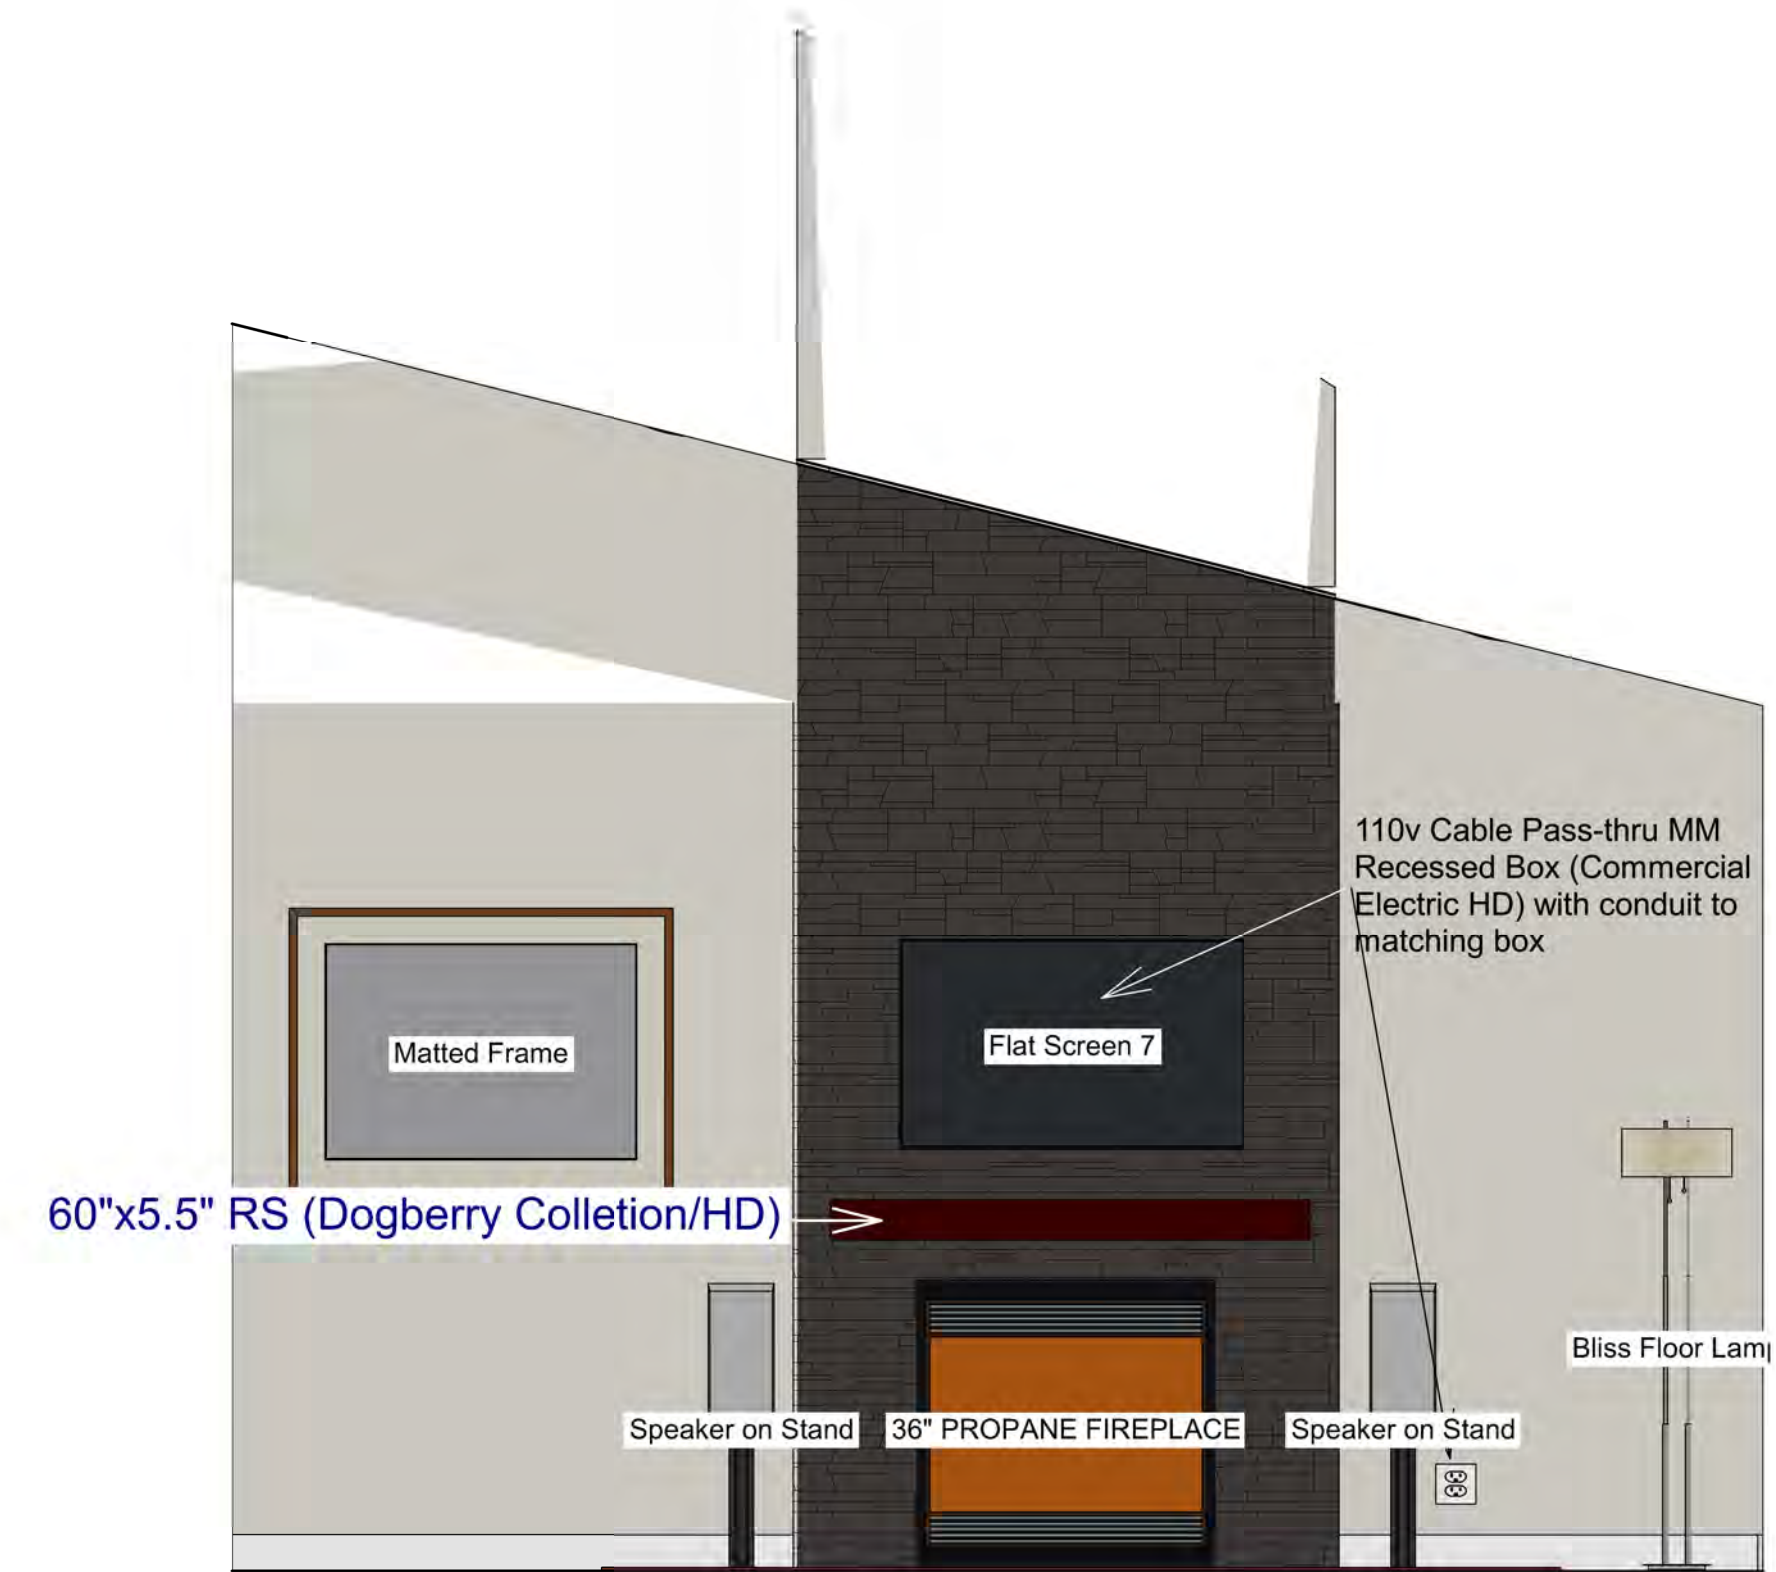 110v Cable Pass-thru MM
Recessed Box (Commercial
Electric HD) with conduit to
matching box
Matted Frame
Flat Screen 7
60"x5.5" RS (Dogberry Colletion/HD)
Bliss Floor Lam
Speaker on Stand
36" PROPANE FIREPLACE
Speaker on Stand